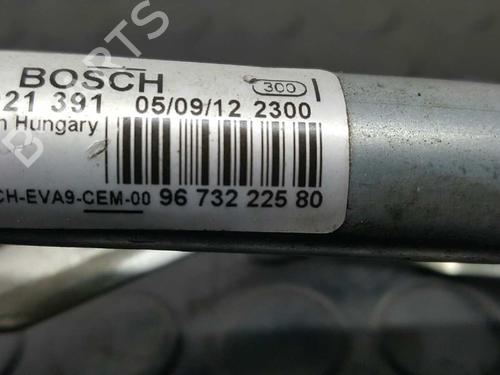 BOSCH
300
21 391 05/09/12 2300
n Hungary
CH-EVA9-CEM-00 96 732 225 80